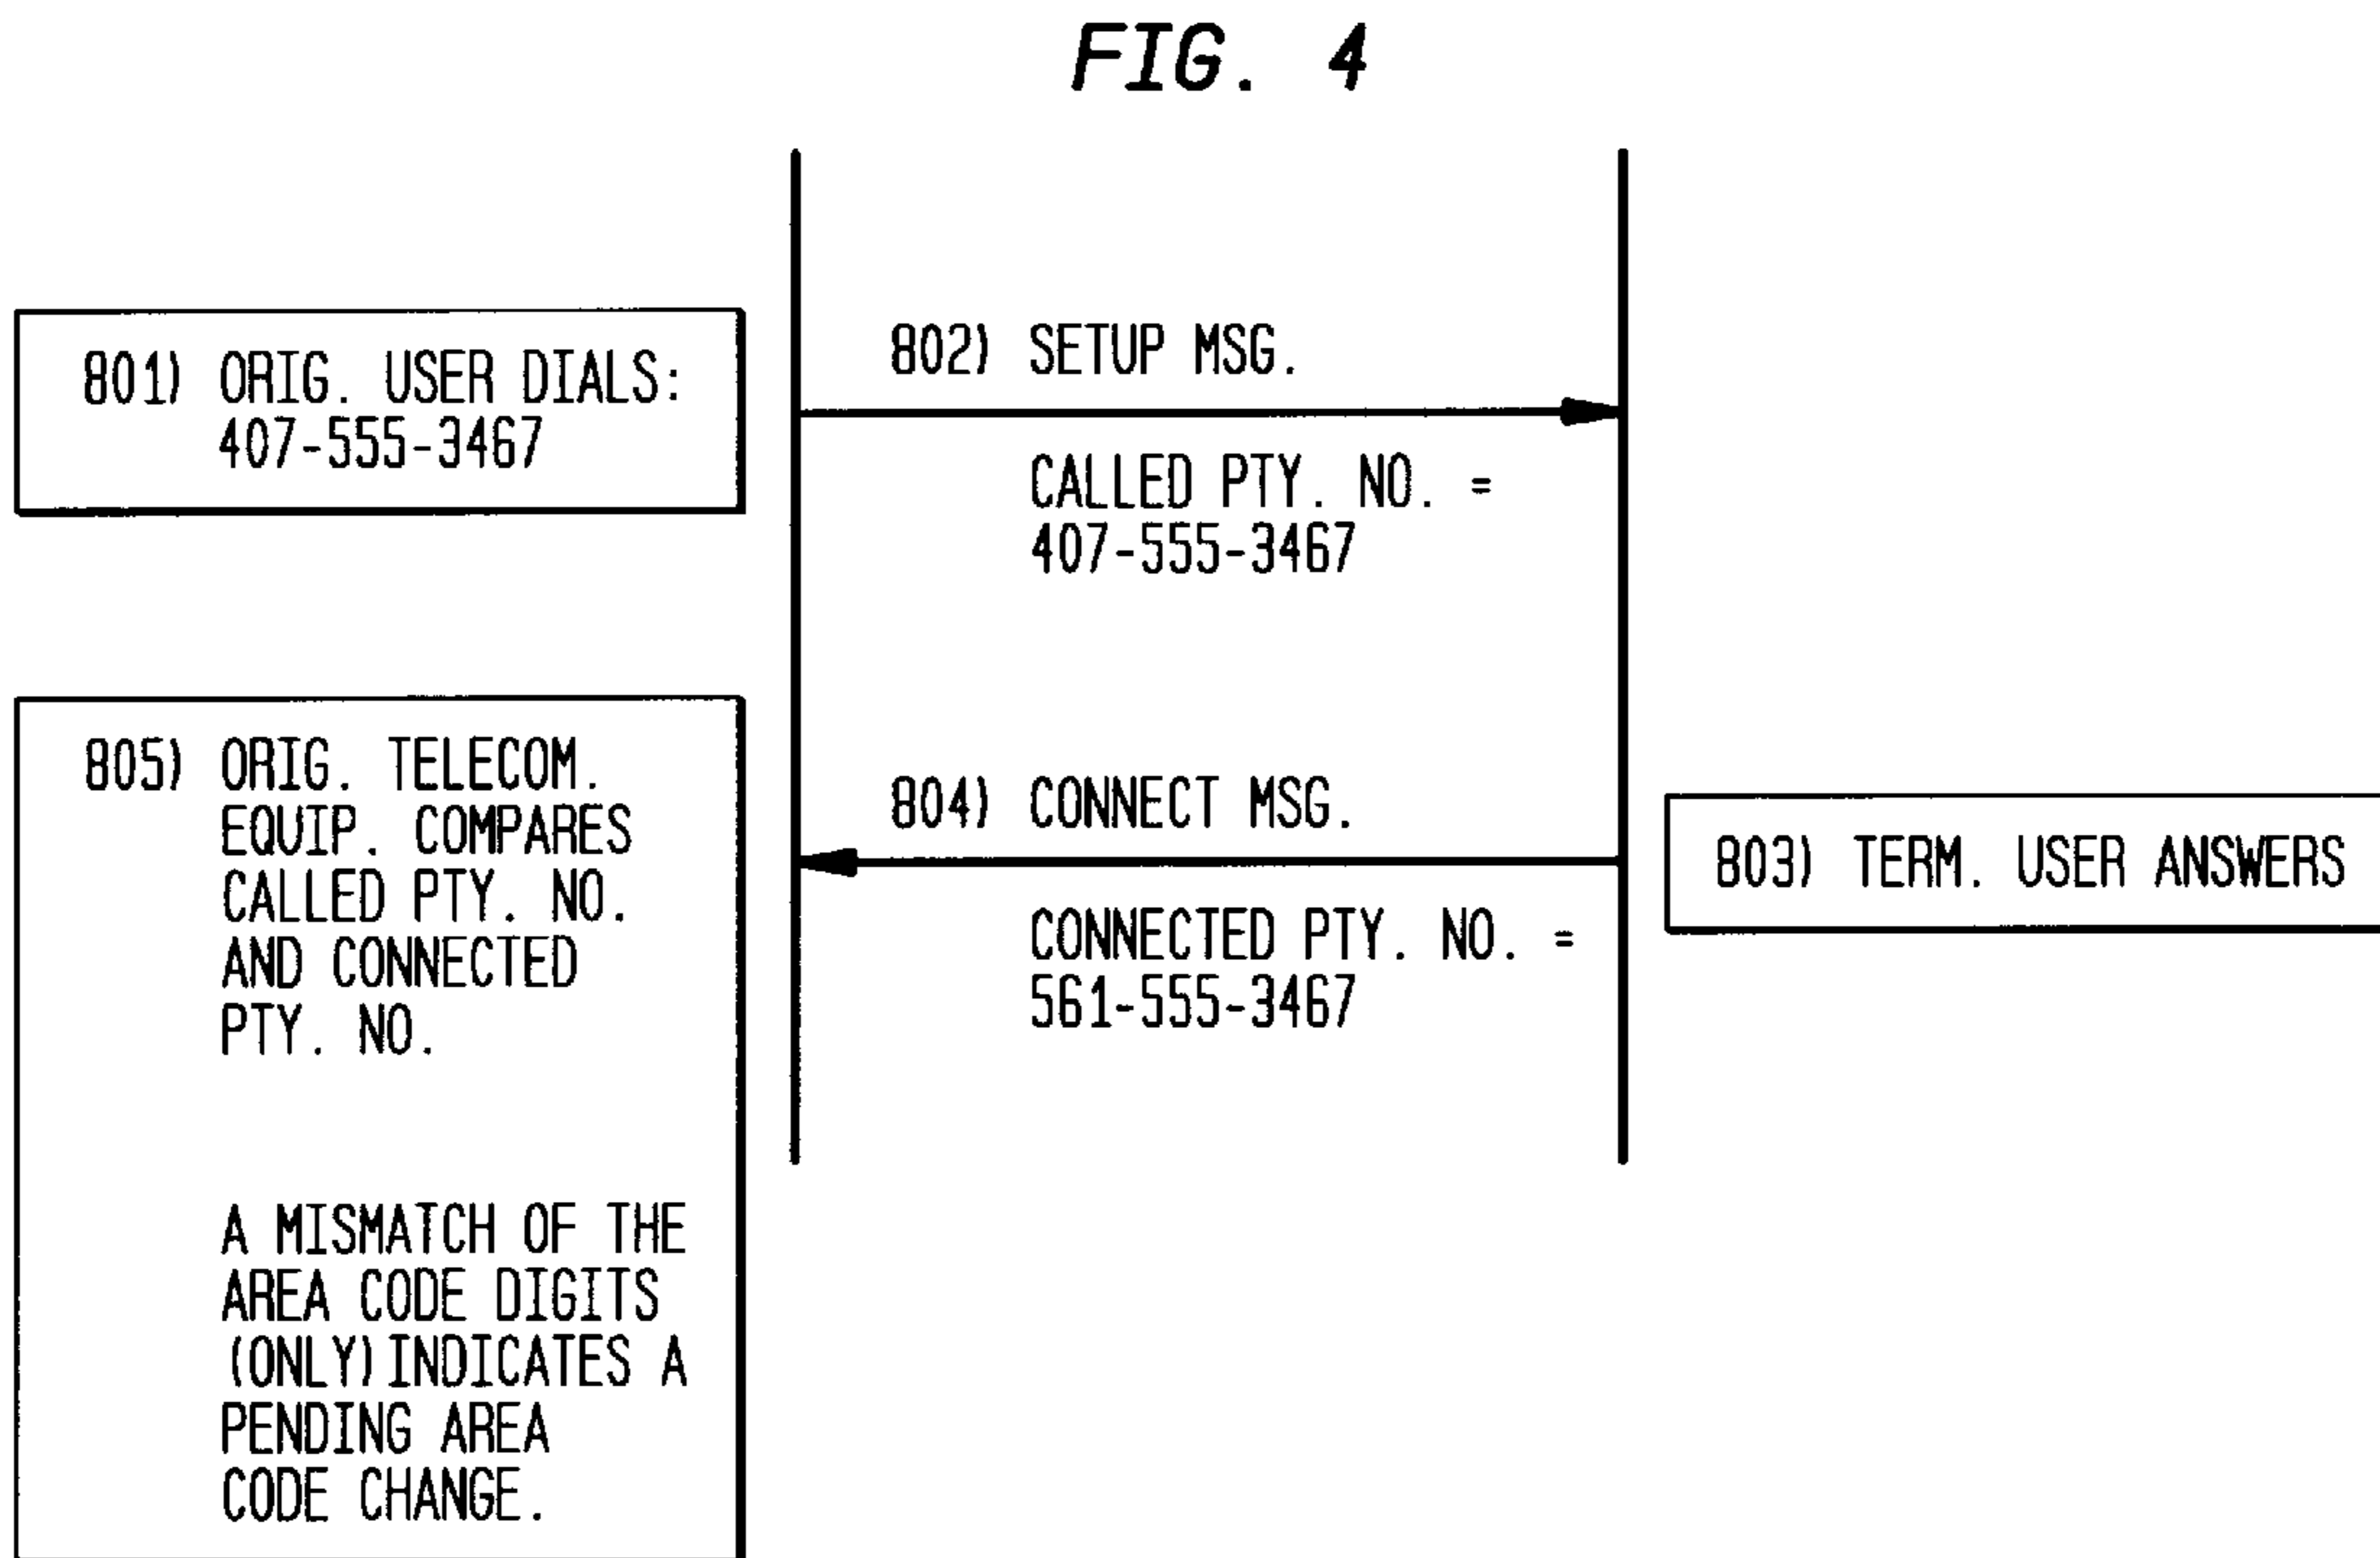 FIG. 4
801) ORIG. USER DIALS:
407-555-3467
802) SETUP MSG.
CALLED PTY. NO. =
407-555-3467
803) TERM. USER ANSWERS
804) CONNECT MSG.
CONNECTED PTY. NO. =
561-555-3467
805) ORIG. TELECOM.
EQUIP. COMPARES
CALLED PTY. NO.
AND CONNECTED
PTY. NO.
A MISMATCH OF THE
AREA CODE DIGITS
(ONLY)INDICATES A
PENDING AREA
CODE CHANGE.